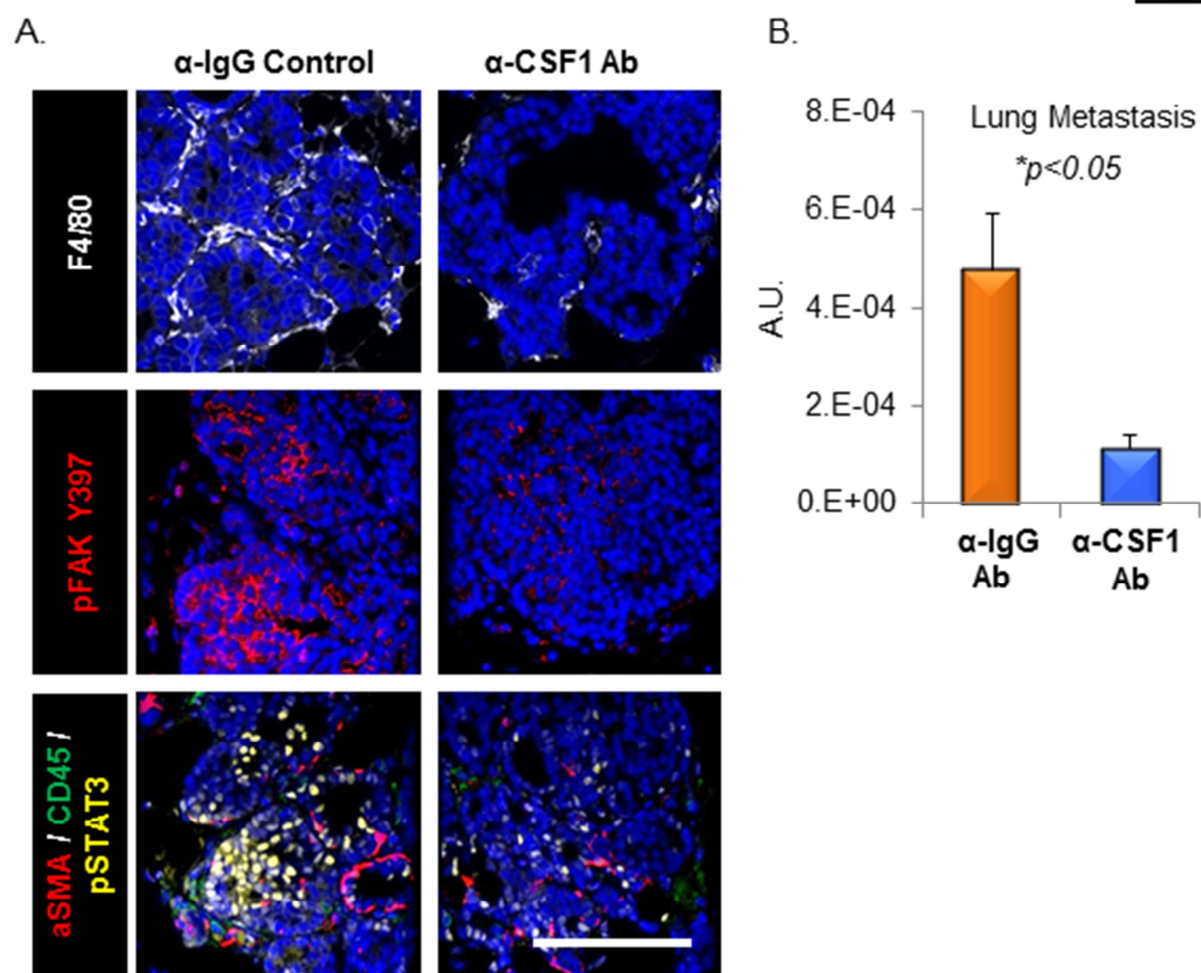 A.
α-IgG Control
α-CSF1 Ab
F4/80
pFAK Y397
aSMA / CD45 /
pSTAT3
B.
Lung Metastasis
*p<0.05
A.U.
8.E-04
6.E-04
4.E-04
2.E-04
0.E+00
α-IgG
Ab
α-CSF1
Ab